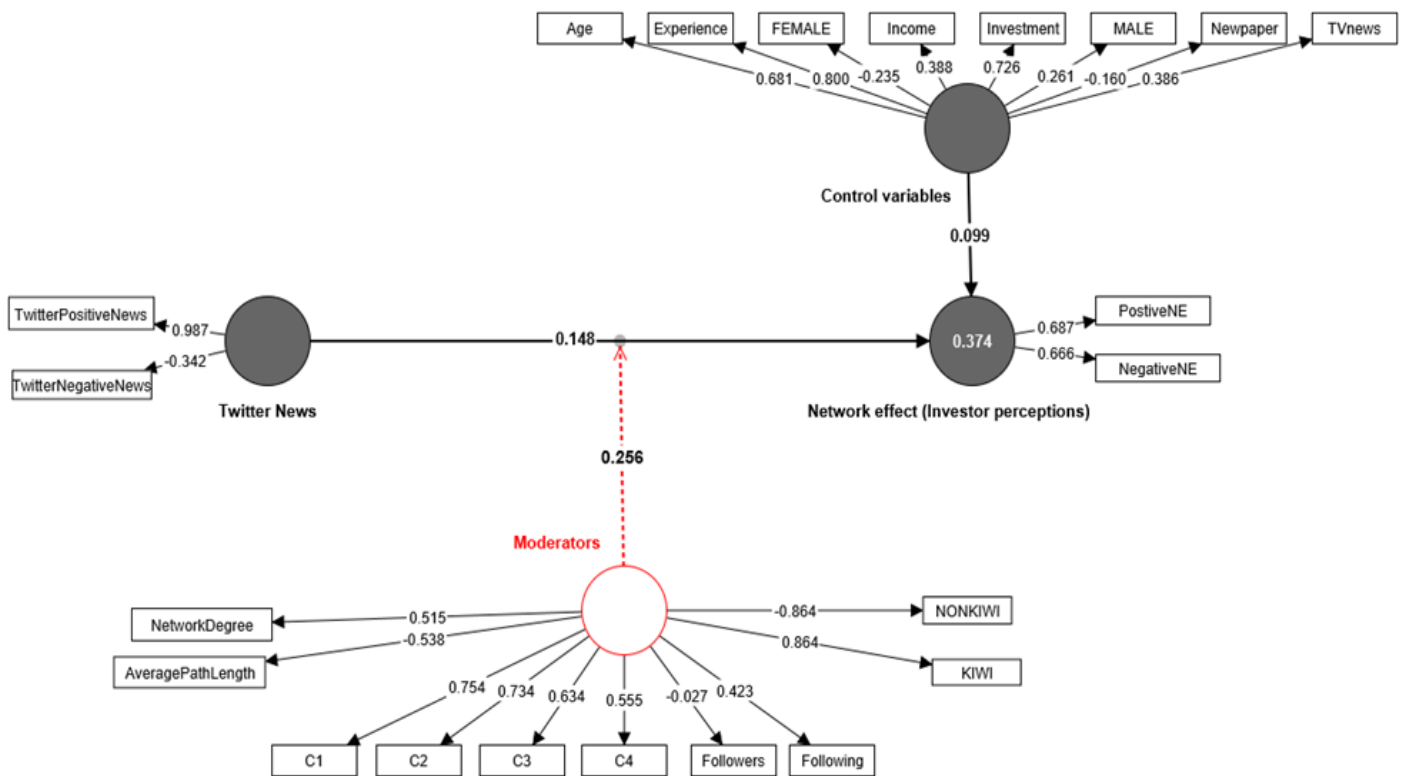 Age Experience FEMALE Income Investment MALE Newpaper TVnews
0.681 0.800 -0.235 0.388 0.726 0.261 -0.160 0.386
Control variables
0.099
TwitterPositiveNews
0.987
-0.342
TwitterNegativeNews
Twitter News
0.148
0.374
0.687
PostiveNE
0.666
NegativeNE
Network effect (Investor perceptions)
0.256
Moderators
NetworkDegree
0.515
-0.538
AveragePathLength
-0.864
NONKIWI
0.864
KIWI
0.754 0.734 0.634 0.555 -0.027 0.423
C1 C2 C3 C4 Followers Following